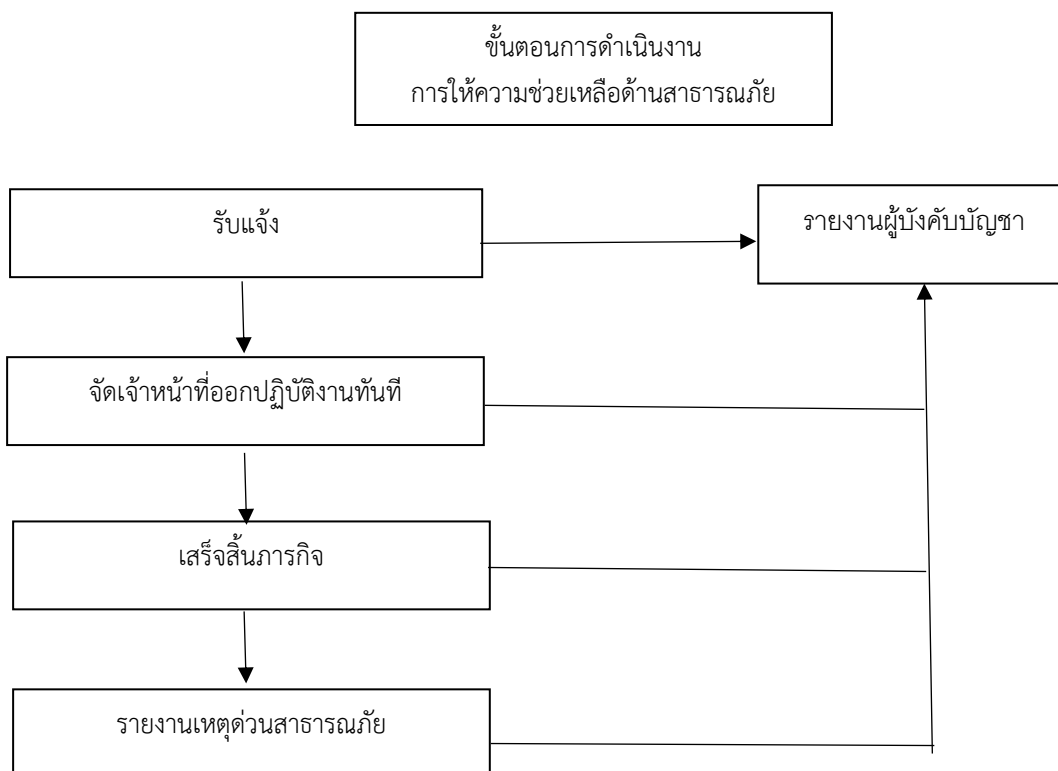 ขั้นตอนการดำเนินงาน
การให้ความช่วยเหลือด้านสาธารณภัย
รับแจ้ง
รายงานผู้บังคับบัญชา
จัดเจ้าหน้าที่ออกปฏิบัติงานทันที
เสร็จสิ้นภารกิจ
รายงานเหตุด่วนสาธารณภัย